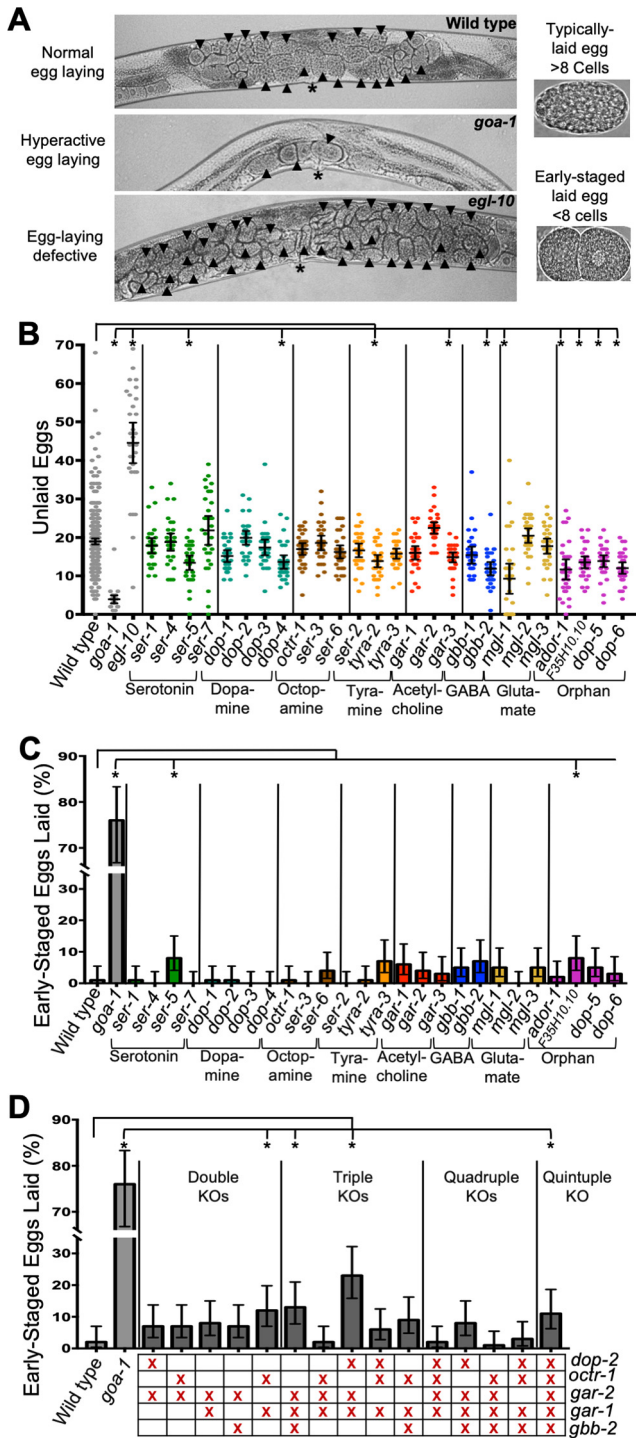 A
Normal
egg laying
Wild type
*
Typically-
laid egg
>8 Cells
Hyperactive
egg laying
goa-1
*
Early-staged
laid egg
<8 cells
Egg-laying
defective
egl-10
*
B
Unlaid Eggs
70
60
50
40
30
20
10
0
* * * * * * * * * * * *
Wild type
goa-1
egl-10
ser-1
ser-4
ser-5
ser-7
dop-1
dop-2
dop-3
dop-4
octr-1
ser-3
ser-6
ser-2
tyra-2
tyra-3
gar-1
gar-2
gar-3
gbb-1
gbb-2
mgl-1
mgl-2
mgl-3
ador-1
F35H10.10
dop-5
dop-6
Serotonin
Dopa-
mine
Octop-
amine
Tyra-
mine
Acetyl-
choline
GABA
Gluta-
mate
Orphan
C
Early-Staged Eggs Laid (%)
90
80
70
30
20
10
0
* * *
Wild type
goa-1
ser-1
ser-4
ser-5
ser-7
dop-1
dop-2
dop-3
dop-4
octr-1
ser-3
ser-6
ser-2
tyra-2
tyra-3
gar-1
gar-2
gar-3
gbb-1
gbb-2
mgl-1
mgl-2
mgl-3
ador-1
F35H10.10
dop-5
dop-6
Serotonin
Dopa-
mine
Octop-
amine
Tyra-
mine
Acetyl-
choline
GABA
Gluta-
mate
Orphan
D
Early-Staged Eggs Laid (%)
90
80
70
30
20
10
0
* * * * *
Double
KOs
Triple
KOs
Quadruple
KOs
Quintuple
KO
Wild type
goa-1
x x x x x x dop-2
x x x x x x x x octr-1
x x x x x x x x x x gar-2
x x x x x x x x x x x x gar-1
x x x x x x x gbb-2